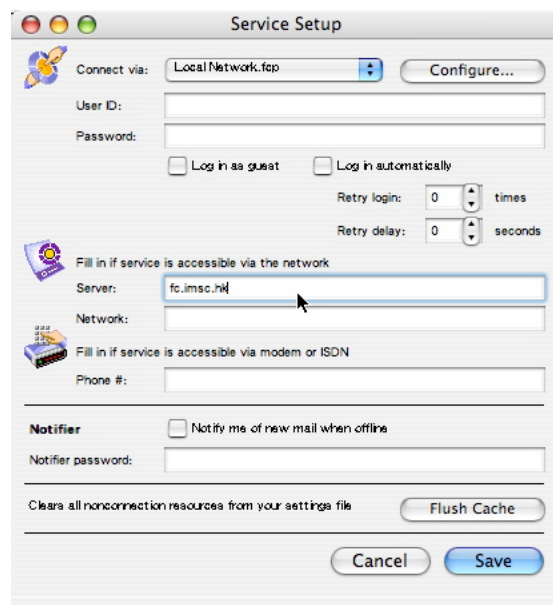 Service Setup
Connect via: Local Network.fcp Configure...
User ID:
Password:
Log in as guest Log in automatically
Retry login: 0 times
Retry delay: 0 seconds
Fill in if service is accessible via the network
Server: fc.imsc.hk
Network:
Fill in if service is accessible via modem or ISDN
Phone #:
Notifier Notify me of new mail when offline
Notifier password:
Clears all nonconnection resources from your settings file Flush Cache
Cancel Save